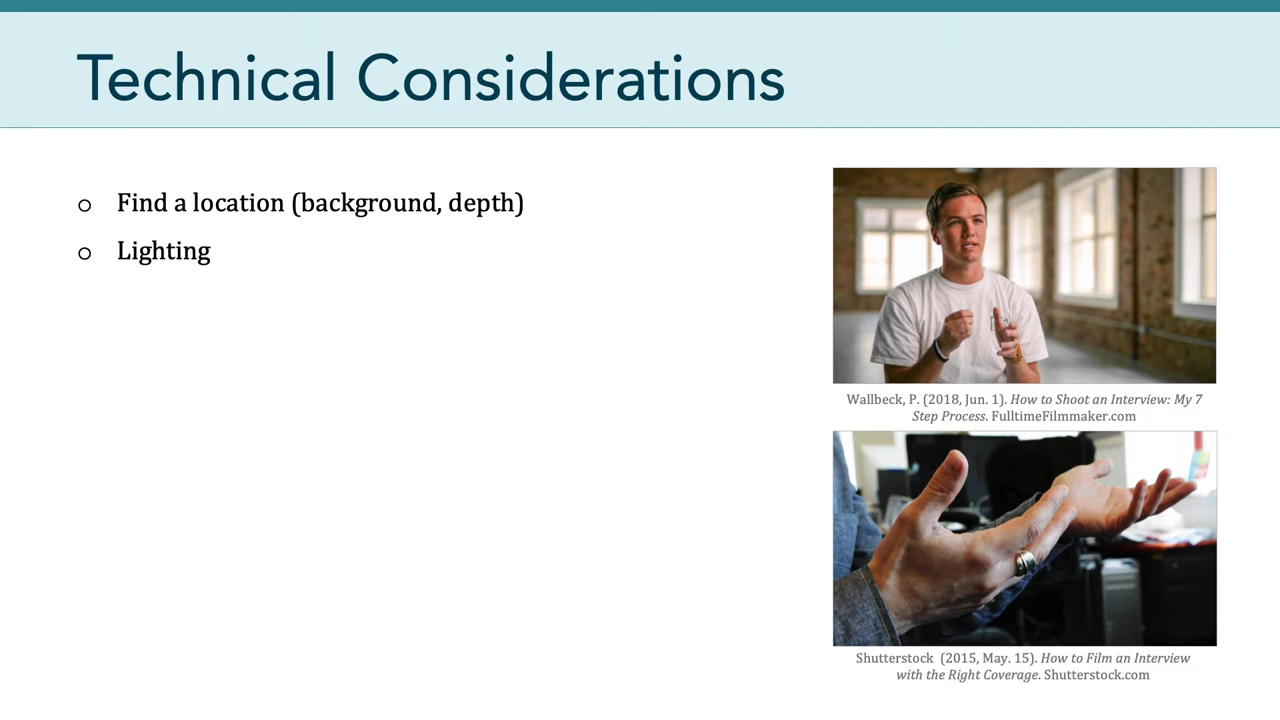 Technical Considerations
o Find a location (background, depth)
o Lighting
Wallbeck, P. (2018, Jun. 1). How to Shoot an Interview: My 7
Step Process. FulltimeFilmmaker.com
Shutterstock (2015, May. 15). How to Film an Interview
with the Right Coverage. Shutterstock.com